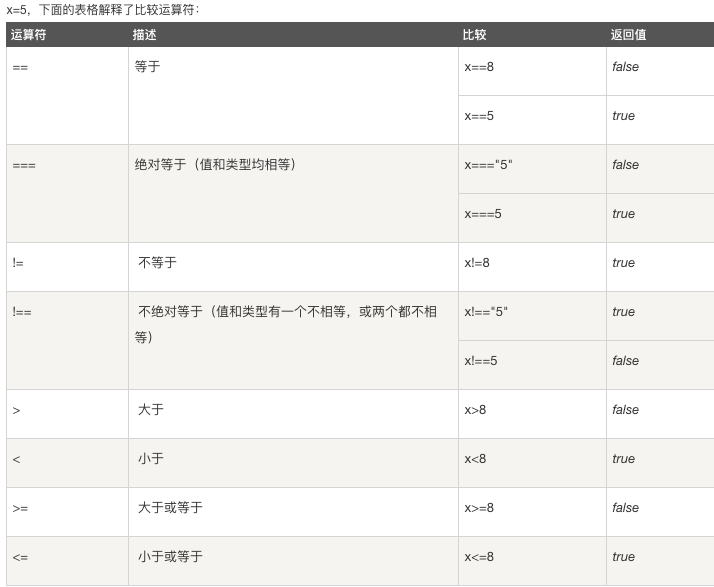 x=5，下面的表格解释了比较运算符：
运算符 描述 比较 返回值
== 等于 x==8 false
x==5 true
=== 绝对等于（值和类型均相等） x==="5" false
x===5 true
!= 不等于 x!=8 true
!== 不绝对等于（值和类型有一个不相等，或两个都不相 x!=="5" true
等）
x!==5 false
> 大于 x>8 false
< 小于 x<8 true
>= 大于或等于 x>=8 false
<= 小于或等于 x<=8 true